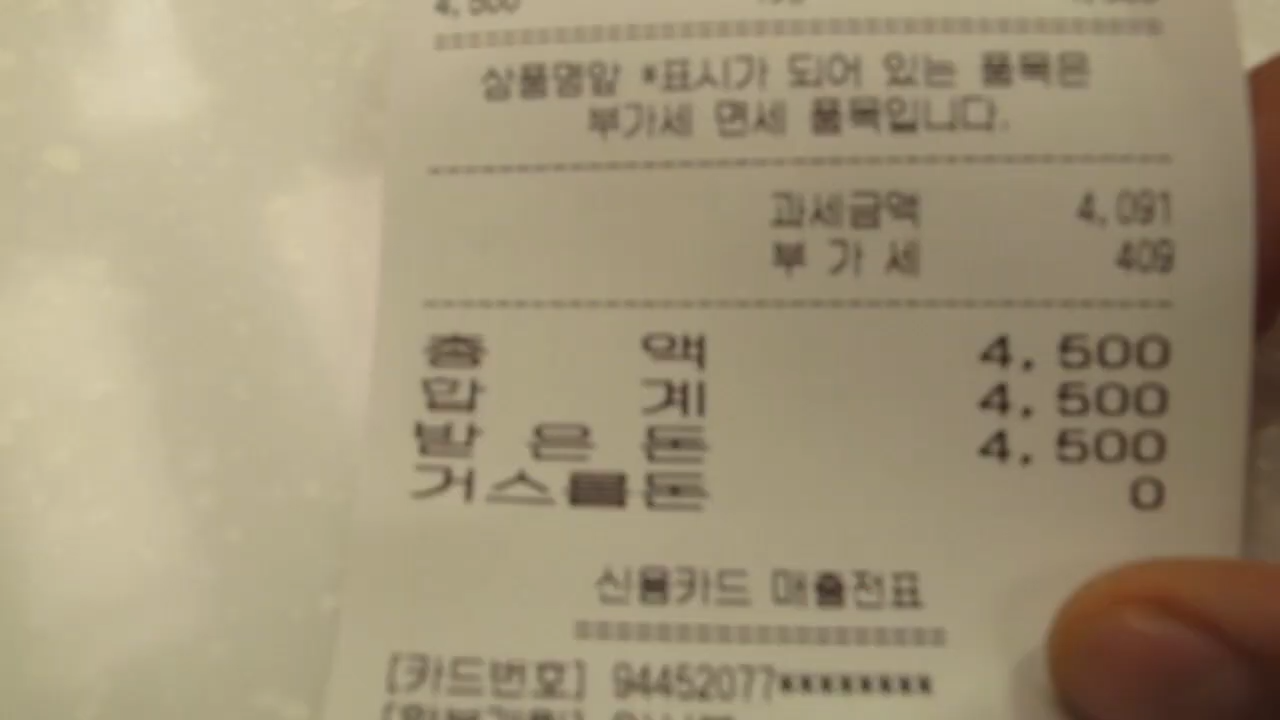 4,500
상품명앞 *표시가 되어 있는 품목은
부가세 면세 품목입니다.
과세금액 4,091
부 가 세 409
총 액 4,500
합 계 4,500
받 은 돈 4,500
거스름돈 0
신용카드 매출전표
[카드번호] 94452077********